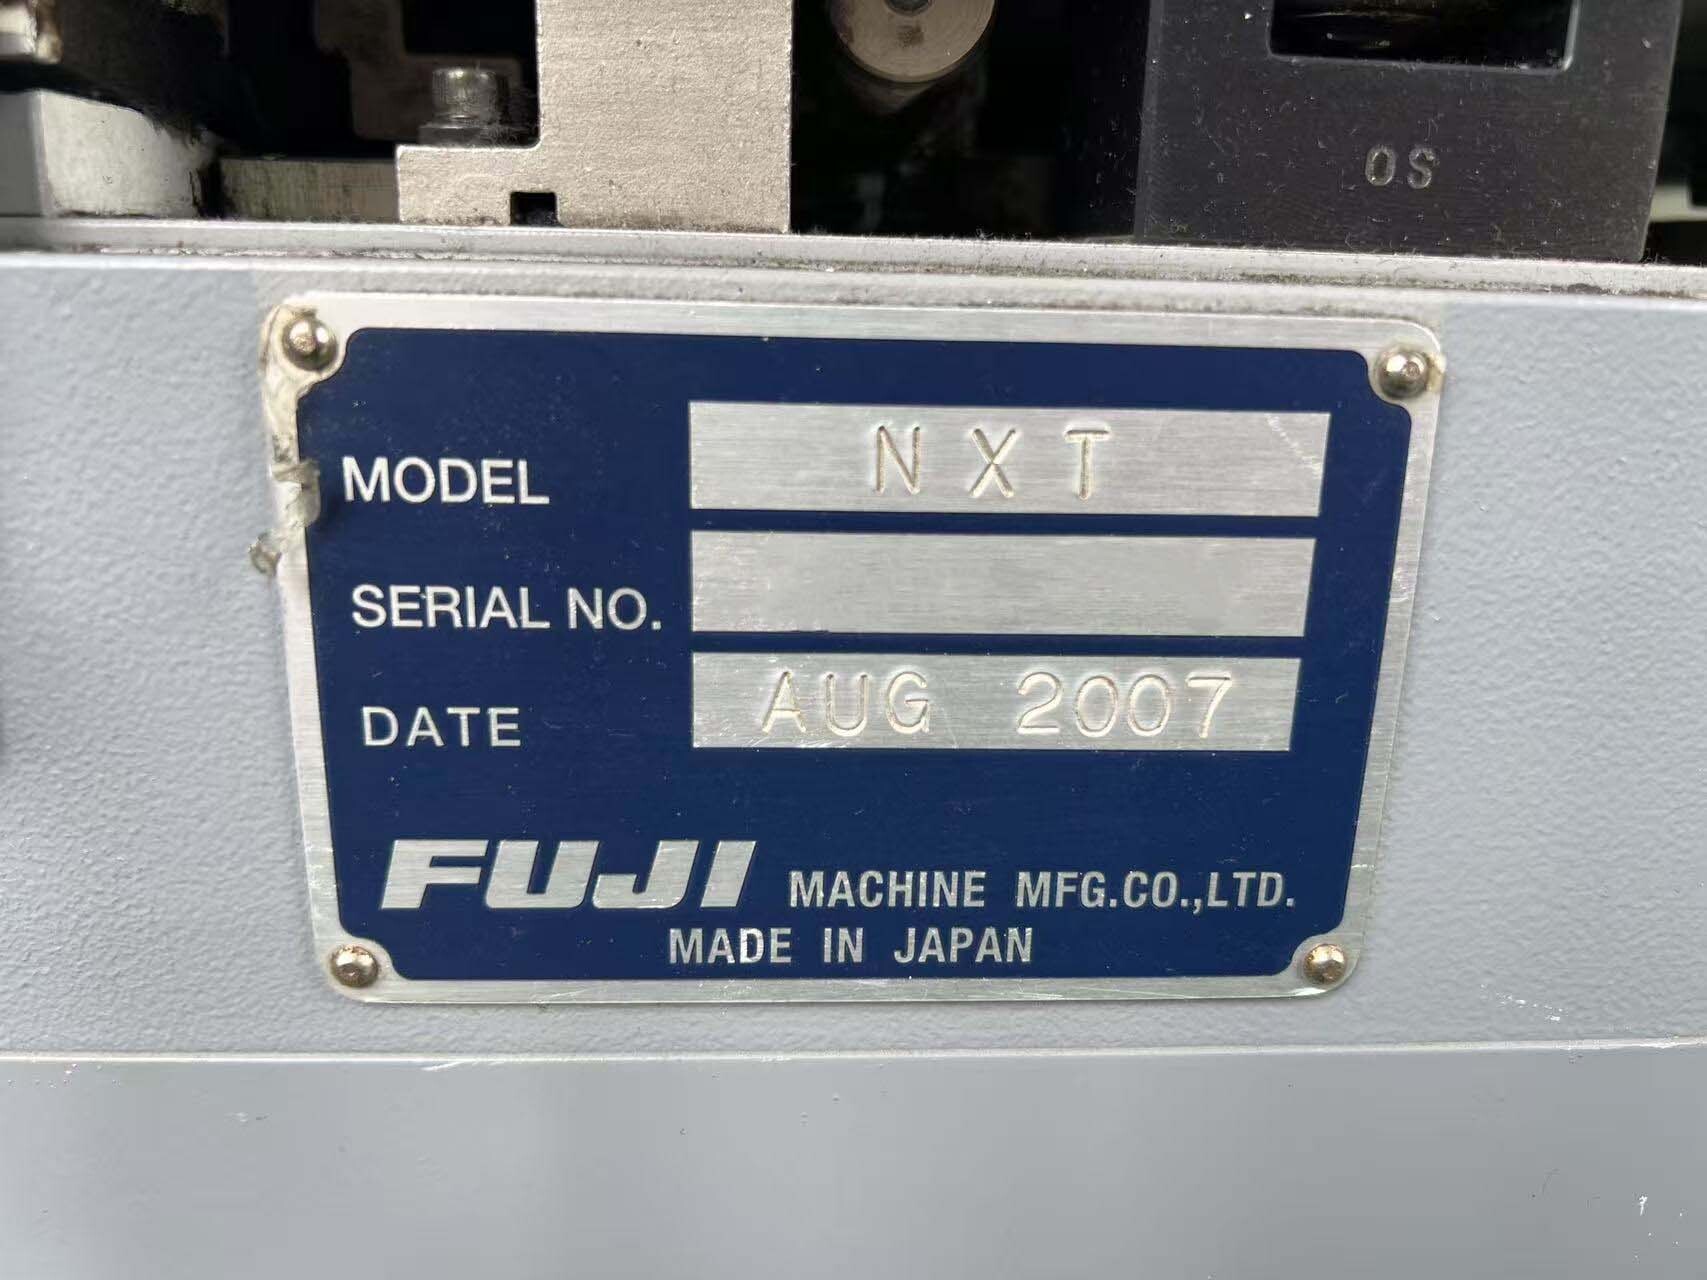 OS
MODEL NXT
SERIAL NO.
DATE AUG 2007
FUJI MACHINE MFG.CO.,LTD.
MADE IN JAPAN